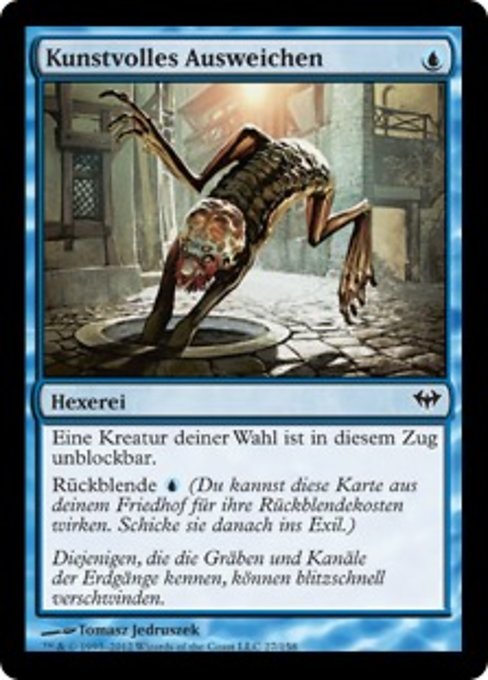 Kunstvolles Ausweichen
Hexerei
Eine Kreatur deiner Wahl ist in diesem Zug
unblockbar.
Rückblende (Du kannst diese Karte aus
deinem Friedhof für ihre Rückblendekosten
wirken. Schicke sie danach ins Exil.)
Diejenigen, die die Gräben und Kanäle
der Erdgänge kennen, können blitzschnell
verschwinden.
Tomasz Jedruszek
™ & © 1993–2012 Wizards of the Coast LLC 27/158